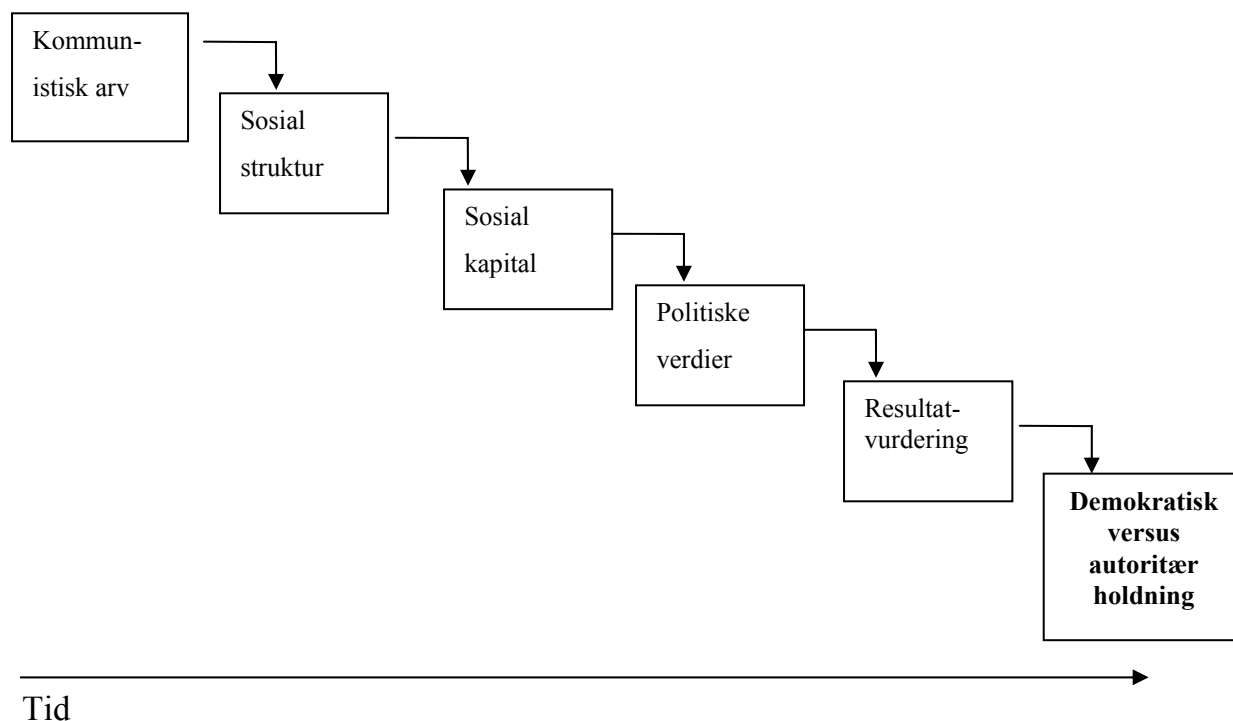 Kommun-
istisk arv
Sosial
struktur
Sosial
kapital
Politiske
verdier
Resultat-
vurdering
Demokratisk
versus
autoritær
holdning
Tid